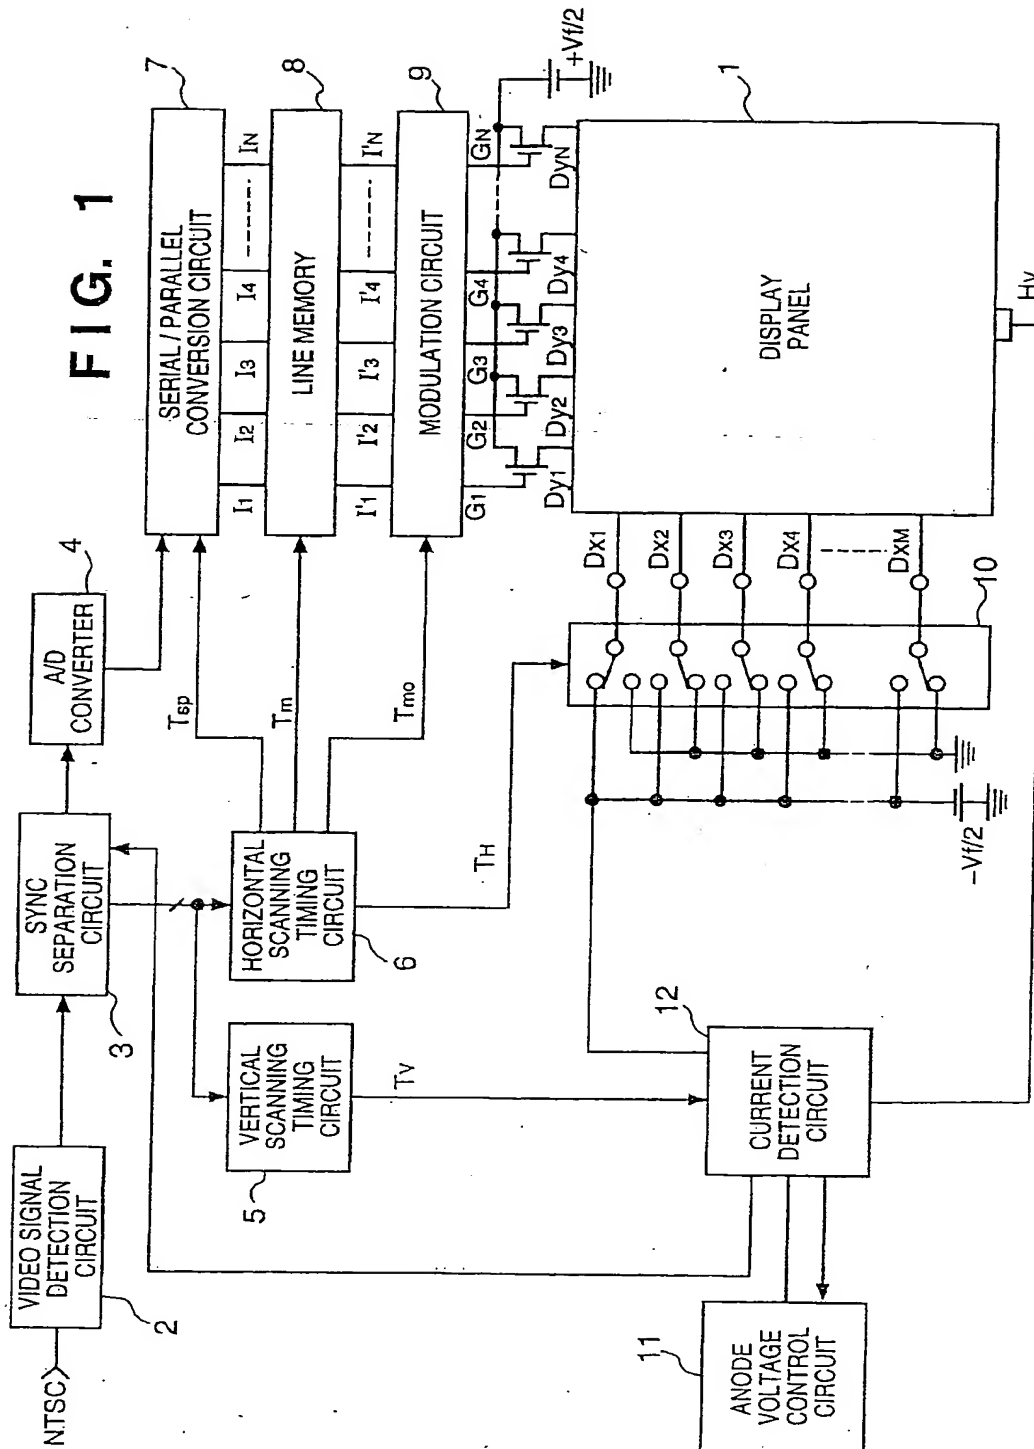 FIG. 1
NTSC
VIDEO SIGNAL
DETECTION
CIRCUIT
2
SYNC
SEPARATION
CIRCUIT
3
A/D
CONVERTER
4
VERTICAL
SCANNING
TIMING
CIRCUIT
5
HORIZONTAL
SCANNING
TIMING
CIRCUIT
6
Tsp
Tm
Tmo
TH
TV
SERIAL / PARALLEL
CONVERSION CIRCUIT
7
I1 I2 I3 I4 IN
LINE MEMORY
8
I'1 I'2 I'3 I'4 I'N
MODULATION CIRCUIT
9
G1 G2 G3 G4 GN
+Vf/2
Dy1 Dy2 Dy3 Dy4 DyN
DISPLAY
PANEL
1
Hv
DX1
DX2
DX3
DX4
DXM
10
-Vf/2
CURRENT
DETECTION
CIRCUIT
12
ANODE
VOLTAGE
CONTROL
CIRCUIT
11